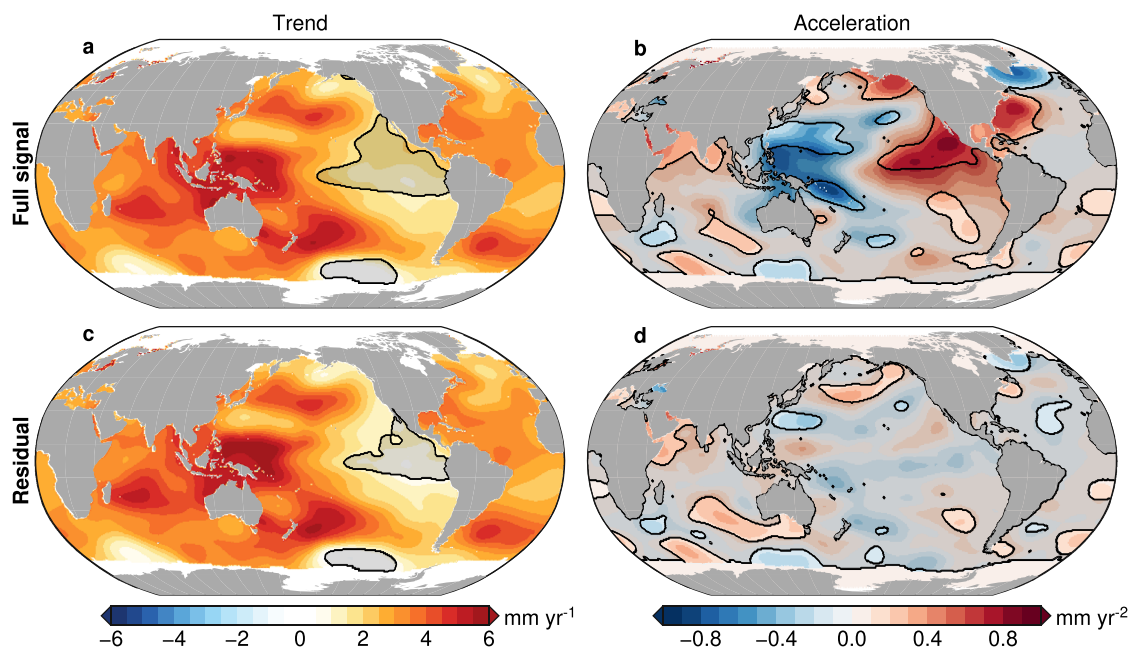 Trend
Acceleration
a
b
Full signal
c
d
Residual
−6 −4 −2 0 2 4 6 mm yr-1
−0.8 −0.4 0.0 0.4 0.8 mm yr-2